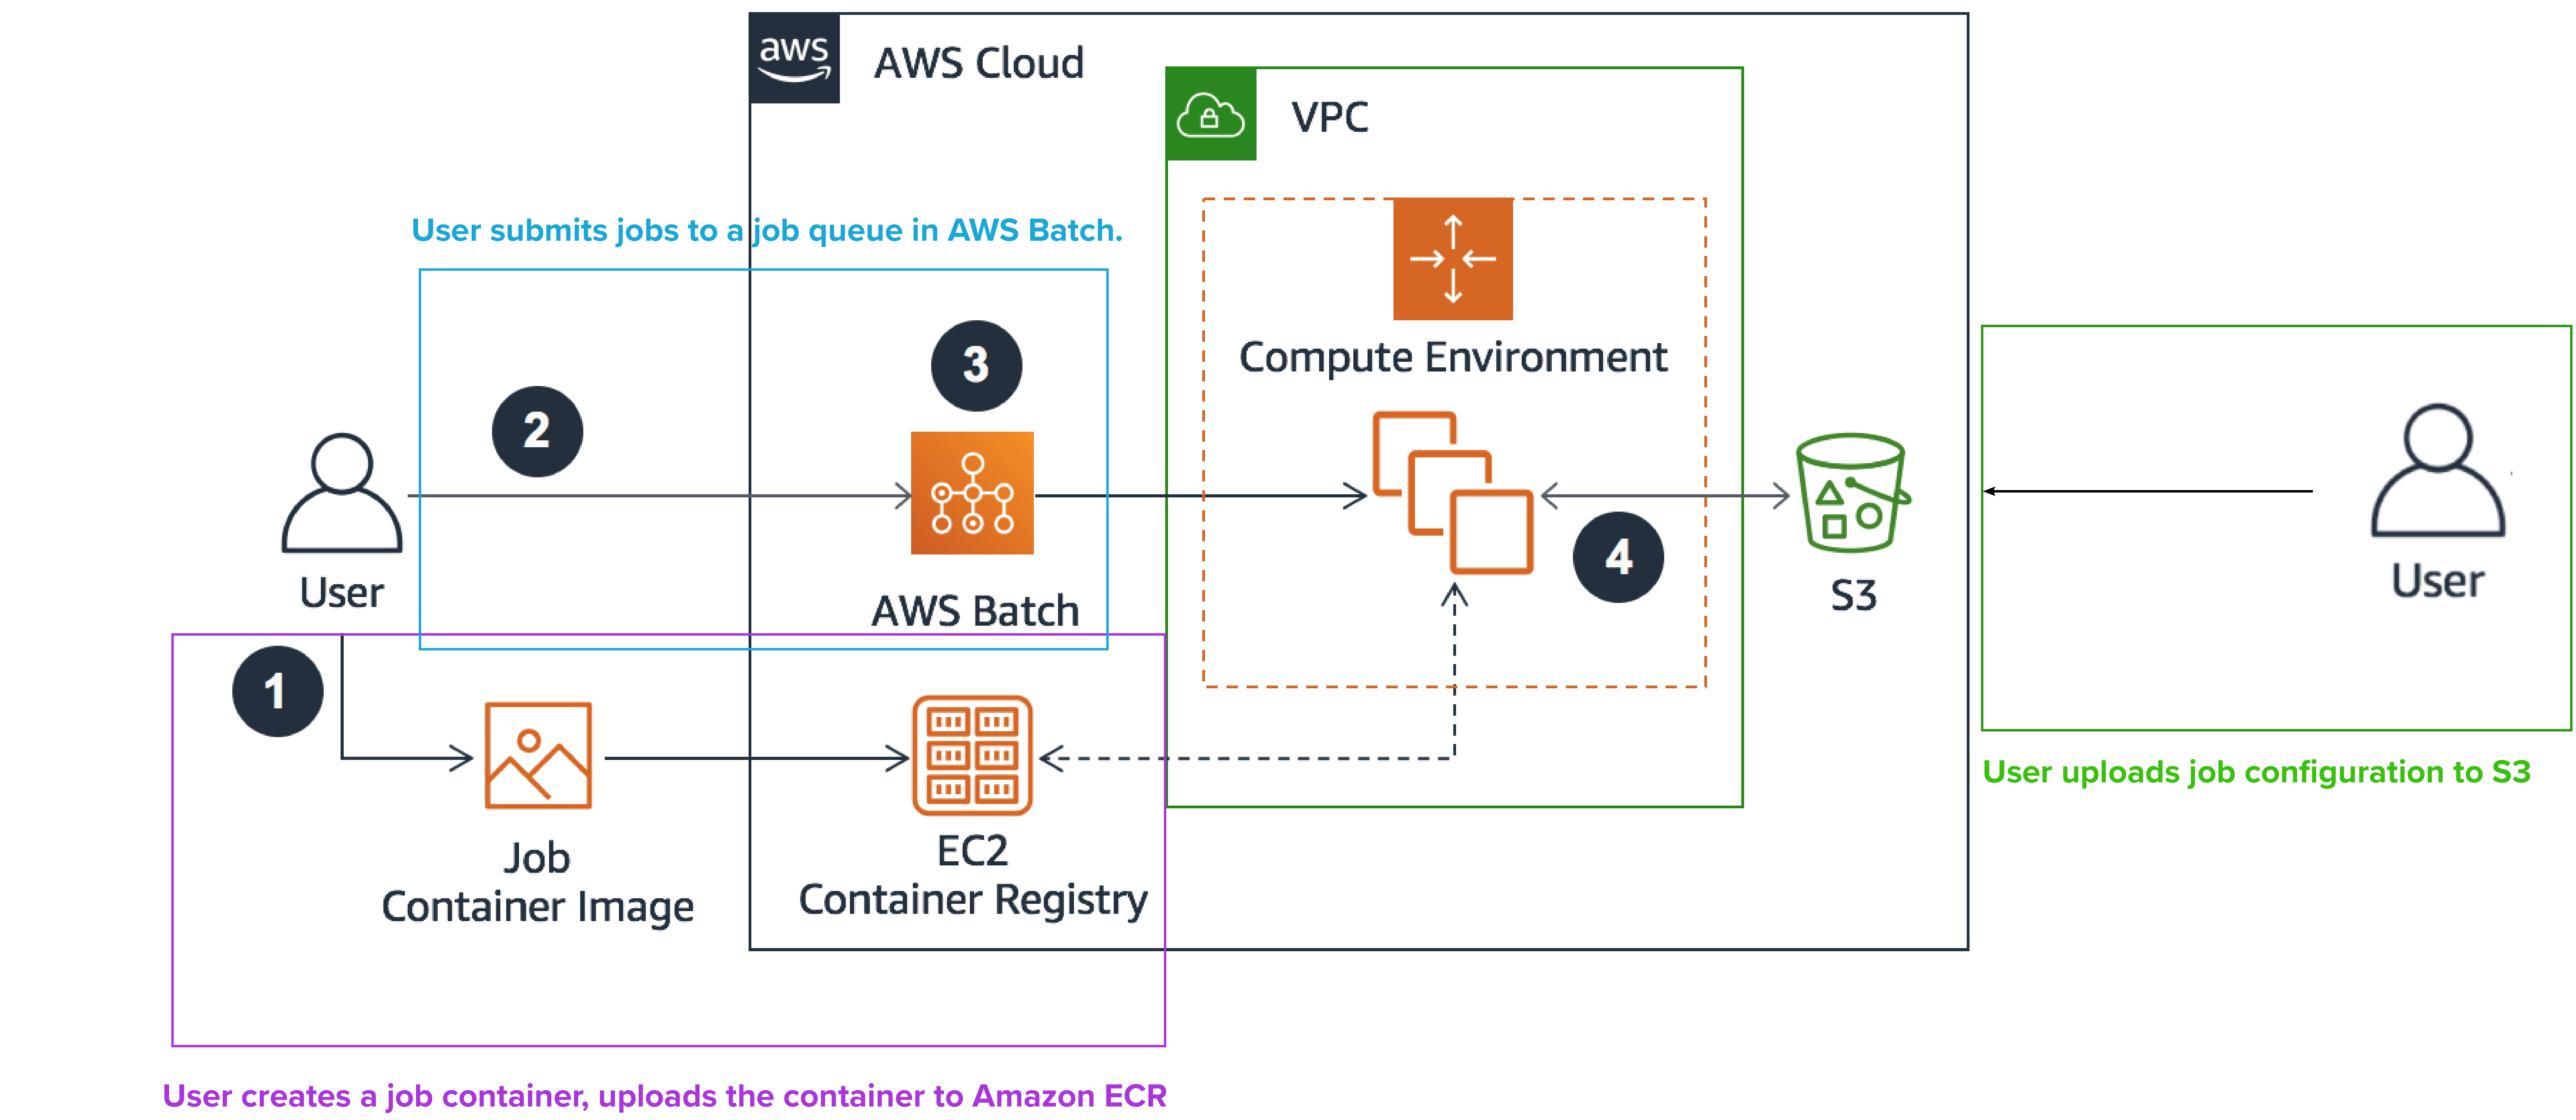 aws
AWS Cloud
VPC
User submits jobs to a job queue in AWS Batch.
3
2
Compute Environment
4
User
AWS Batch
S3
User
1
User uploads job configuration to S3
Job
Container Image
EC2
Container Registry
User creates a job container, uploads the container to Amazon ECR